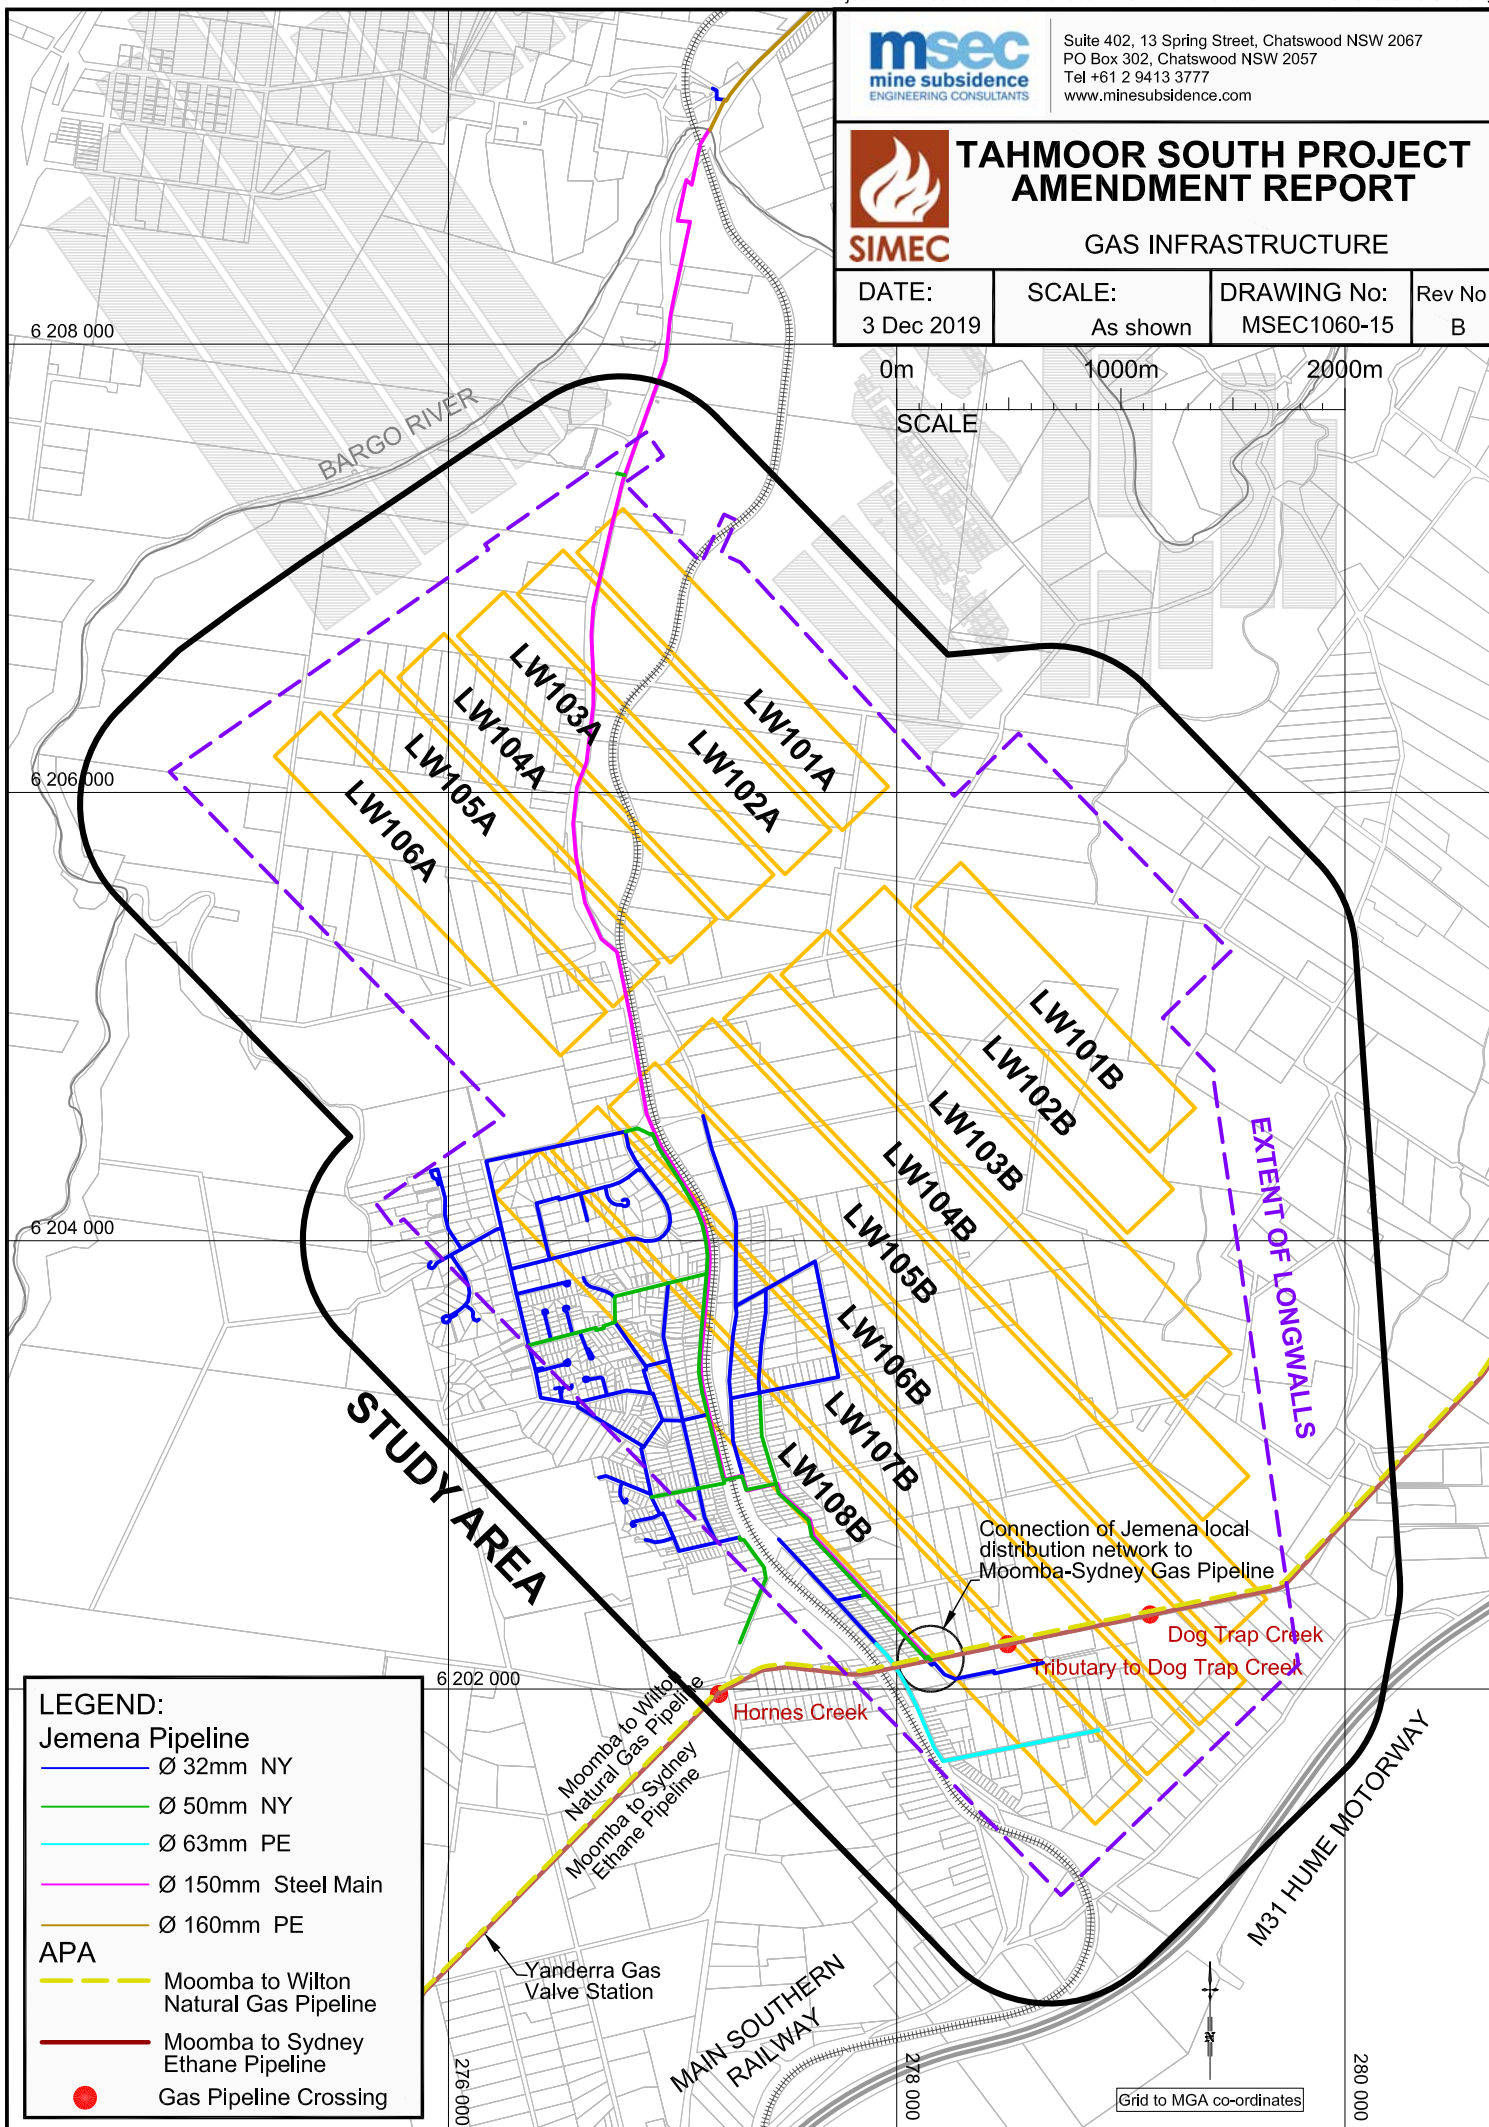 msec
mine subsidence
ENGINEERING CONSULTANTS
Suite 402, 13 Spring Street, Chatswood NSW 2067
PO Box 302, Chatswood NSW 2057
Tel +61 2 9413 3777
www.minesubsidence.com
SIMEC
TAHMOOR SOUTH PROJECT
AMENDMENT REPORT
GAS INFRASTRUCTURE
DATE:
3 Dec 2019
SCALE:
As shown
DRAWING No:
MSEC1060-15
Rev No
B
0m
1000m
2000m
SCALE
6 208 000
BARGO RIVER
LW101A
LW102A
LW103A
LW104A
LW105A
LW106A
6 206 000
LW101B
LW102B
LW103B
LW104B
LW105B
LW106B
LW107B
LW108B
EXTENT OF LONGWALLS
6 204 000
STUDY AREA
Connection of Jemena local
distribution network to
Moomba-Sydney Gas Pipeline
Dog Trap Creek
Tributary to Dog Trap Creek
Hornes Creek
6 202 000
Moomba to Wilton
Natural Gas Pipeline
Moomba to Sydney
Ethane Pipeline
Yanderra Gas
Valve Station
MAIN SOUTHERN
RAILWAY
M31 HUME MOTORWAY
276 000
278 000
280 000
N
Grid to MGA co-ordinates
LEGEND:
Jemena Pipeline
Ø 32mm NY
Ø 50mm NY
Ø 63mm PE
Ø 150mm Steel Main
Ø 160mm PE
APA
Moomba to Wilton
Natural Gas Pipeline
Moomba to Sydney
Ethane Pipeline
Gas Pipeline Crossing